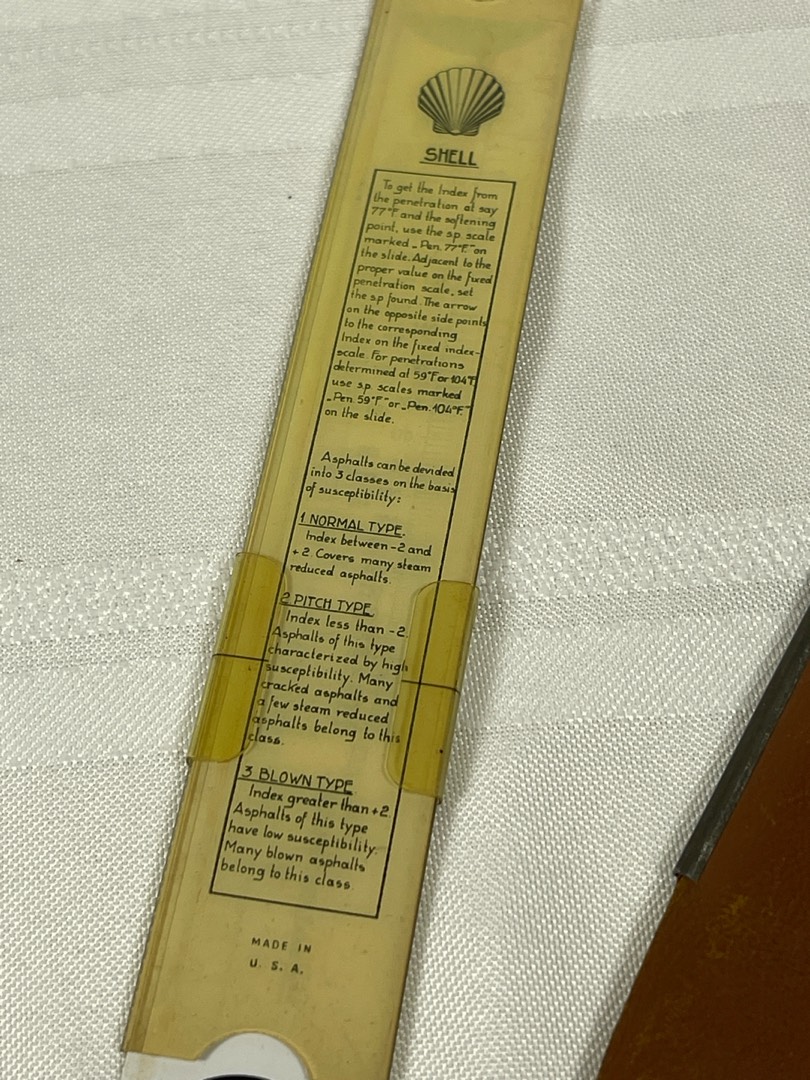 SHELL
To get the Index from
the penetration at say
77°F and the softening
point, use the s.p. scale
marked „Pen. 77°F.” on
the slide. Adjacent to the
proper value on the fixed
penetration scale, set
the s.p found. The arrow
on the opposite side points
to the corresponding
Index on the fixed index-
scale. For penetrations
determined at 59°F or 104°F
use s.p. scales marked
„Pen 59°F” or „Pen. 104°F.”
on the slide.
Asphalts can be devided
into 3 classes on the basis
of susceptibility:
1 NORMAL TYPE.
Index between -2 and
+2. Covers many steam
reduced asphalts.
2 PITCH TYPE
Index less than -2.
Asphalts of this type
characterized by high
susceptibility. Many
cracked asphalts and
a few steam reduced
asphalts belong to this
class.
3 BLOWN TYPE
Index greater than +2.
Asphalts of this type
have low susceptibility.
Many blown asphalts
belong to this class.
MADE IN
U. S. A.